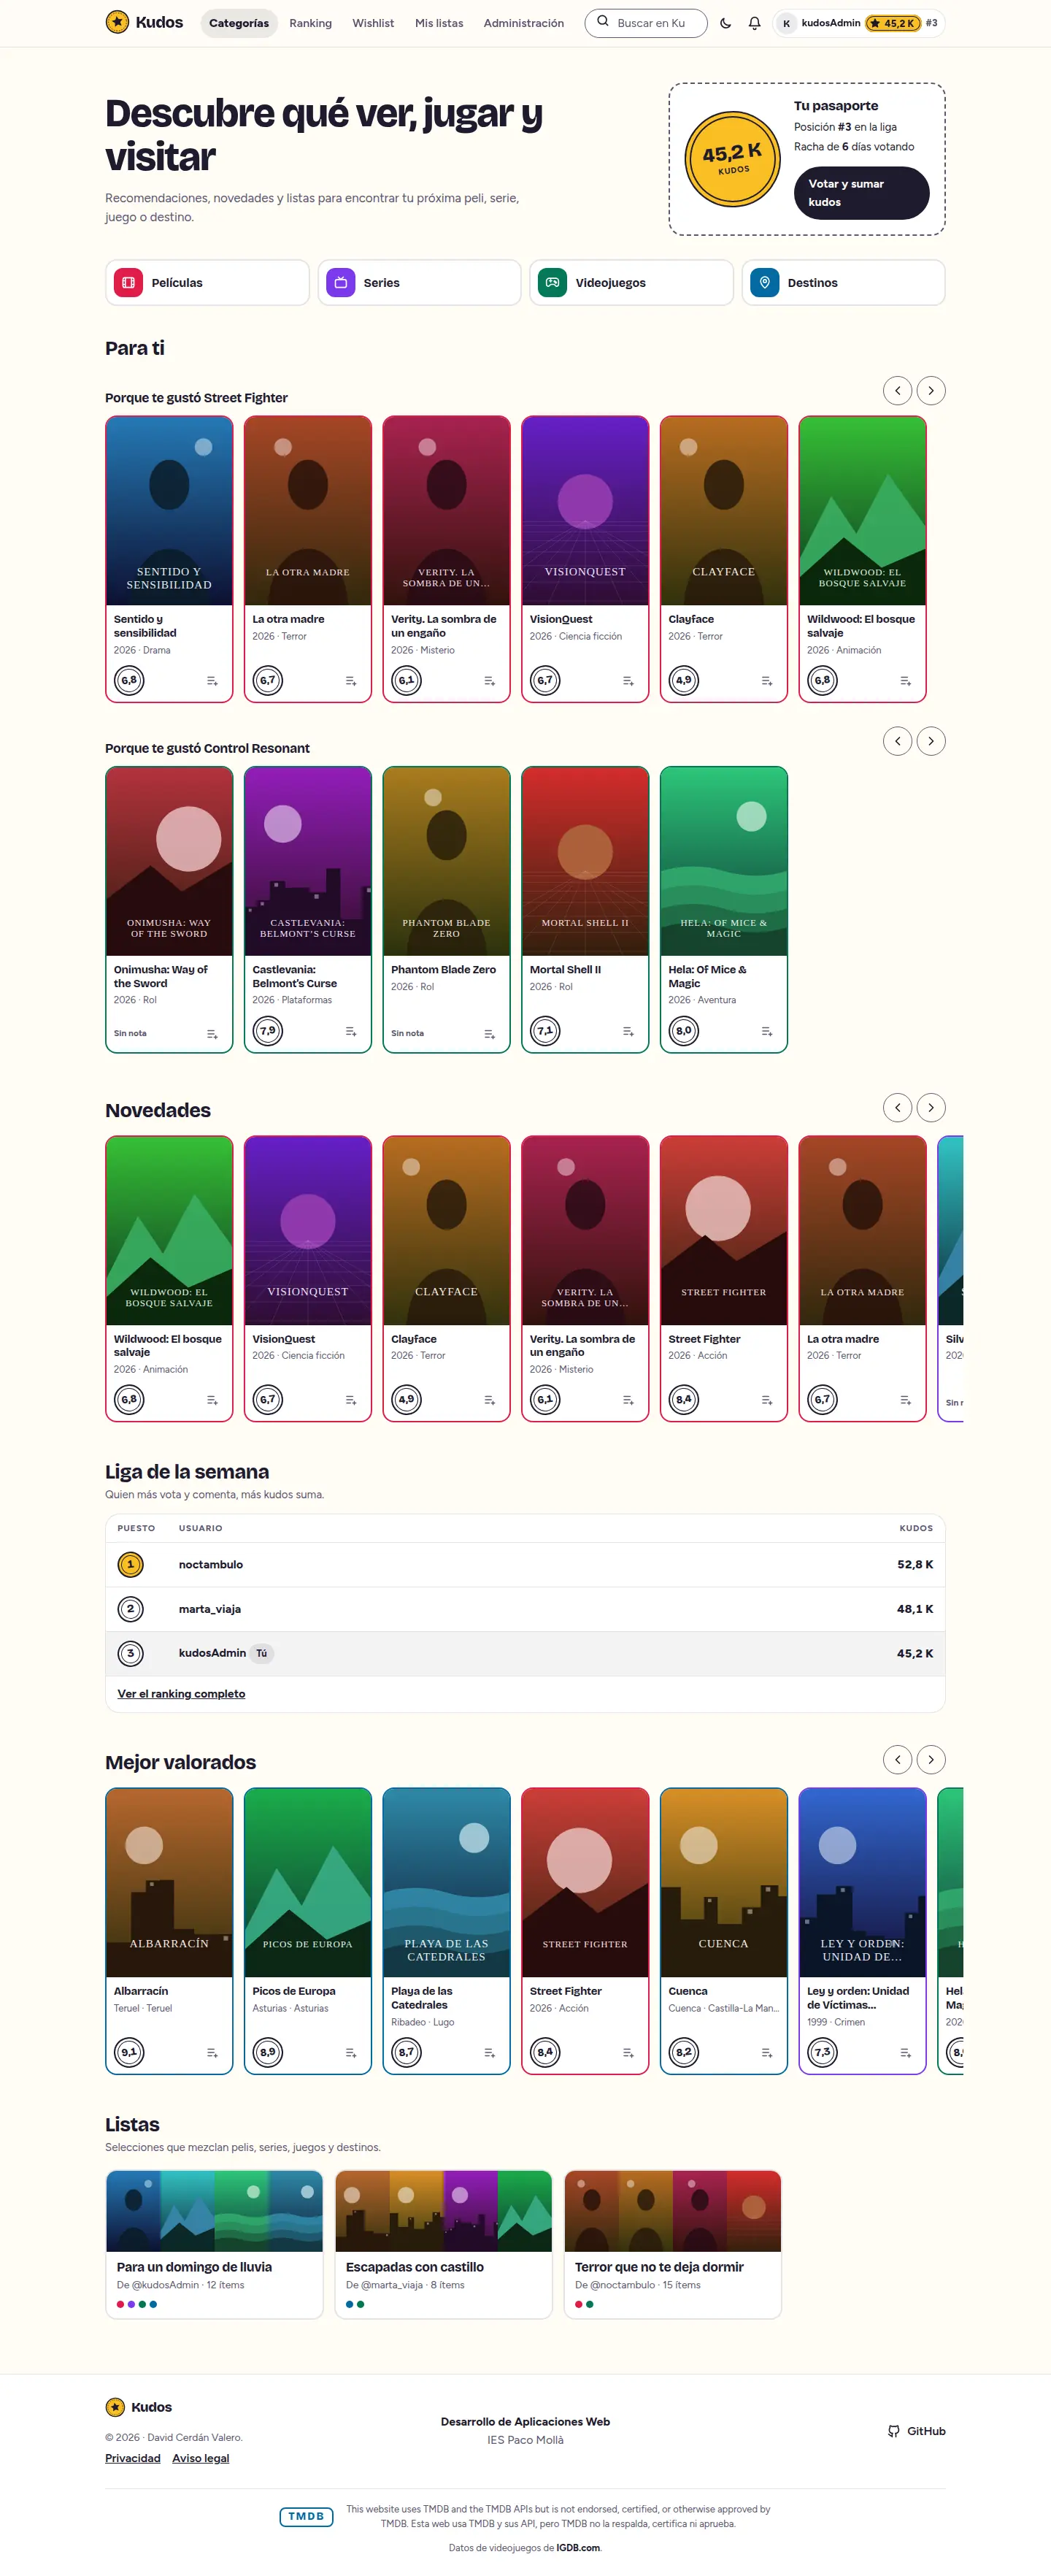 Kudos
Categorías
Ranking
Wishlist
Mis listas
Administración
Buscar en Ku
K kudosAdmin 45,2 K #3
Descubre qué ver, jugar y
visitar
Recomendaciones, novedades y listas para encontrar tu próxima peli, serie,
juego o destino.
45,2 K
KUDOS
Tu pasaporte
Posición #3 en la liga
Racha de 6 días votando
Votar y sumar
kudos
Películas
Series
Videojuegos
Destinos
Para ti
Porque te gustó Street Fighter
SENTIDO Y
SENSIBILIDAD
Sentido y
sensibilidad
2026 · Drama
6,8
LA OTRA MADRE
La otra madre
2026 · Terror
6,7
VERITY. LA
SOMBRA DE UN…
Verity. La sombra de
un engaño
2026 · Misterio
6,1
VISIONQUEST
VisionQuest
2026 · Ciencia ficción
6,7
CLAYFACE
Clayface
2026 · Terror
4,9
WILDWOOD: EL
BOSQUE SALVAJE
Wildwood: El bosque
salvaje
2026 · Animación
6,8
Porque te gustó Control Resonant
ONIMUSHA: WAY
OF THE SWORD
Onimusha: Way of
the Sword
2026 · Rol
Sin nota
CASTLEVANIA:
BELMONT'S CURSE
Castlevania:
Belmont's Curse
2026 · Plataformas
7,9
PHANTOM BLADE
ZERO
Phantom Blade Zero
2026 · Rol
Sin nota
MORTAL SHELL II
Mortal Shell II
2026 · Rol
7,1
HELA: OF MICE &
MAGIC
Hela: Of Mice &
Magic
2026 · Aventura
8,0
Novedades
WILDWOOD: EL
BOSQUE SALVAJE
Wildwood: El bosque
salvaje
2026 · Animación
6,8
VISIONQUEST
VisionQuest
2026 · Ciencia ficción
6,7
CLAYFACE
Clayface
2026 · Terror
4,9
VERITY. LA
SOMBRA DE UN…
Verity. La sombra de
un engaño
2026 · Misterio
6,1
STREET FIGHTER
Street Fighter
2026 · Acción
8,4
LA OTRA MADRE
La otra madre
2026 · Terror
6,7
Silv
202
Sin r
Liga de la semana
Quien más vota y comenta, más kudos suma.
PUESTO USUARIO KUDOS
1 noctambulo 52,8 K
2 marta_viaja 48,1 K
3 kudosAdmin Tú 45,2 K
Ver el ranking completo
Mejor valorados
ALBARRACÍN
Albarracín
Teruel · Teruel
9,1
PICOS DE EUROPA
Picos de Europa
Asturias · Asturias
8,9
PLAYA DE LAS
CATEDRALES
Playa de las
Catedrales
Ribadeo · Lugo
8,7
STREET FIGHTER
Street Fighter
2026 · Acción
8,4
CUENCA
Cuenca
Cuenca · Castilla-La Man…
8,2
LEY Y ORDEN:
UNIDAD DE…
Ley y orden: Unidad
de Víctimas…
1999 · Crimen
7,3
H
Hel
Ma
202
8,
Listas
Selecciones que mezclan pelis, series, juegos y destinos.
Para un domingo de lluvia
De @kudosAdmin · 12 ítems
Escapadas con castillo
De @marta_viaja · 8 ítems
Terror que no te deja dormir
De @noctambulo · 15 ítems
Kudos
© 2026 · David Cerdán Valero.
Privacidad Aviso legal
Desarrollo de Aplicaciones Web
IES Paco Mollà
GitHub
TMDB
This website uses TMDB and the TMDB APIs but is not endorsed, certified, or otherwise approved by
TMDB. Esta web usa TMDB y sus API, pero TMDB no la respalda, certifica ni aprueba.
Datos de videojuegos de IGDB.com.